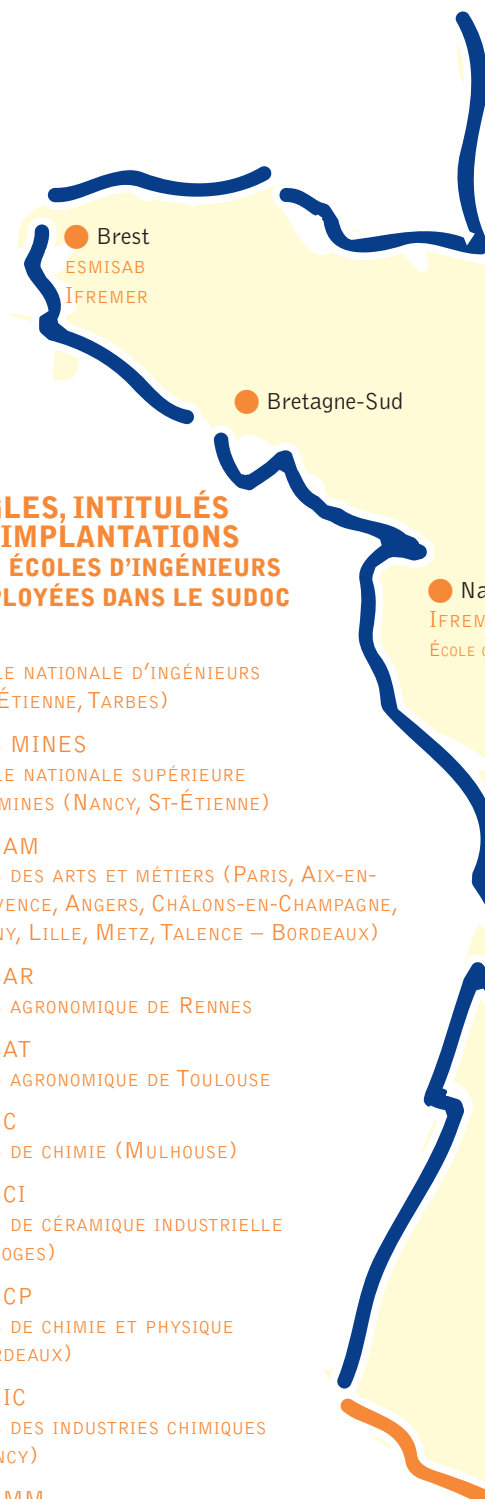 Brest
ESMISAB
IFREMER
Bretagne-Sud
GLES, INTITULÉS
IMPLANTATIONS
ÉCOLES D'INGÉNIEURS
PLOYÉES DANS LE SUDOC
Na
IFREM
ÉCOLE
LE NATIONALE D'INGÉNIEURS
ÉTIENNE, TARBES)
MINES
LE NATIONALE SUPÉRIEURE
MINES (NANCY, ST-ÉTIENNE)
AM
DES ARTS ET MÉTIERS (PARIS, AIX-EN-
VENCE, ANGERS, CHÂLONS-EN-CHAMPAGNE,
NY, LILLE, METZ, TALENCE – BORDEAUX)
AR
AGRONOMIQUE DE RENNES
AT
AGRONOMIQUE DE TOULOUSE
C
DE CHIMIE (MULHOUSE)
CI
DE CÉRAMIQUE INDUSTRIELLE
OGES)
CP
DE CHIMIE ET PHYSIQUE
RDEAUX)
IC
DES INDUSTRIES CHIMIQUES
NCY)